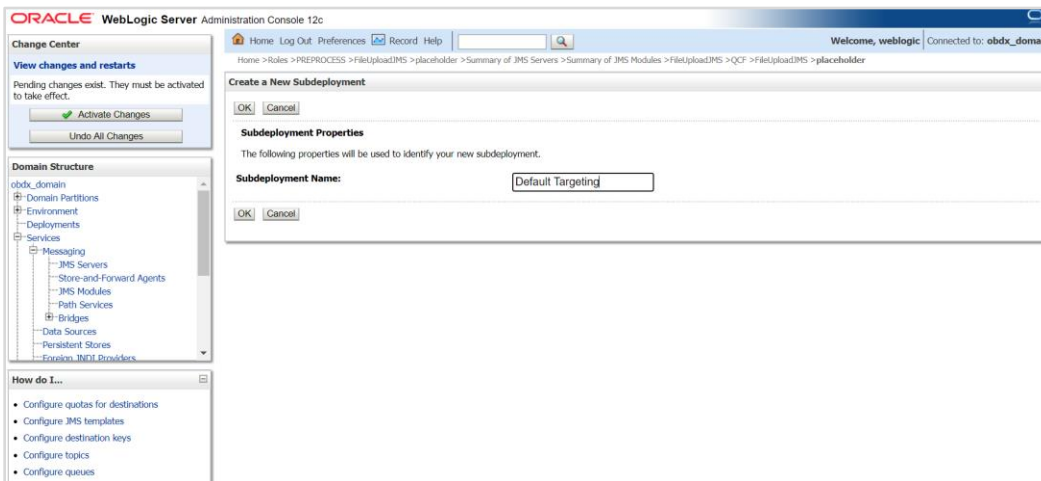 ORACLE WebLogic Server Administration Console 12c
Change Center
View changes and restarts
Pending changes exist. They must be activated
to take effect.
Activate Changes
Undo All Changes
Domain Structure
obdx_domain
Domain Partitions
Environment
Deployments
Services
Messaging
JMS Servers
Store-and-Forward Agents
JMS Modules
Path Services
Bridges
Data Sources
Persistent Stores
Foreign JNDI Providers
How do I...
Configure quotas for destinations
Configure JMS templates
Configure destination keys
Configure topics
Configure queues
Home Log Out Preferences Record Help
Welcome, weblogic Connected to: obdx_doma
Home >Roles >PREPROCESS >FileUploadJMS >placeholder >Summary of JMS Servers >Summary of JMS Modules >FileUploadJMS >QCF >FileUploadJMS >placeholder
Create a New Subdeployment
OK Cancel
Subdeployment Properties
The following properties will be used to identify your new subdeployment.
Subdeployment Name: Default Targeting
OK Cancel